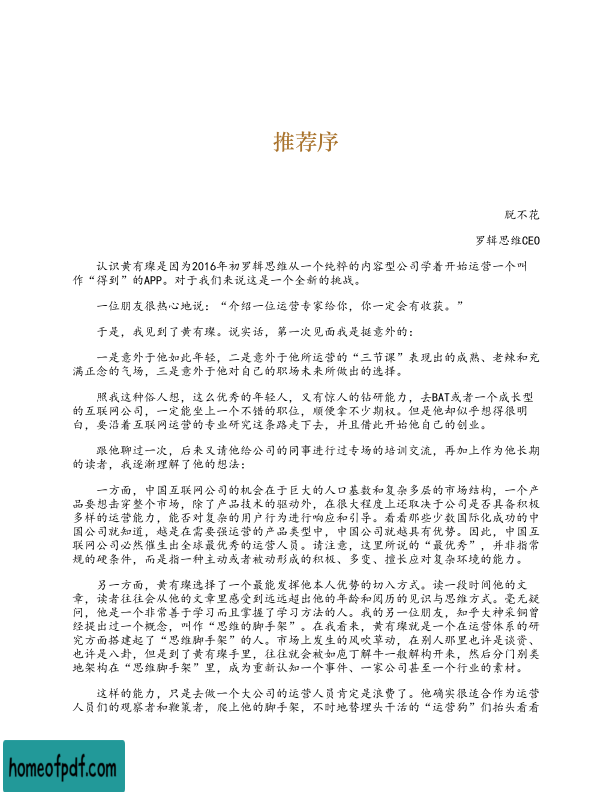 推荐序
脱不花
罗辑思维CEO
认识黄有璨是因为2016年初罗辑思维从一个纯粹的内容型公司学着开始运营一个叫
作“得到”的APP。对于我们来说这是一个全新的挑战。
一位朋友很热心地说：“介绍一位运营专家给你，你一定会有收获。”
于是，我见到了黄有璨。说实话，第一次见面我是挺意外的：
一是意外于他如此年轻，二是意外于他所运营的“三节课”表现出的成熟、老辣和充
满正念的气场，三是意外于他对自己的职场未来所做出的选择。
照我这种俗人想，这么优秀的年轻人，又有惊人的钻研能力，去BAT或者一个成长型
的互联网公司，一定能坐上一个不错的职位，顺便拿不少期权。但是他却似乎想得很明
白，要沿着互联网运营的专业研究这条路走下去，并且借此开始他自己的创业。
跟他聊过一次，后来又请他给公司的同事进行过专场的培训交流，再加上作为他长期
的读者，我逐渐理解了他的想法：
一方面，中国互联网公司的机会在于巨大的人口基数和复杂多层的市场结构，一个产
品要想击穿整个市场，除了产品技术的驱动外，在很大程度上还取决于公司是否具备积极
多样的运营能力，能否对复杂的用户行为进行响应和引导。看看那些少数国际化成功的中
国公司就知道，越是在需要强运营的产品类型中，中国公司就越具有优势。因此，中国互
联网公司必然催生出全球最优秀的运营人员。请注意，这里所说的“最优秀”，并非指常
规的硬条件，而是指一种主动或者被动形成的积极、多变、擅长应对复杂环境的能力。
另一方面，黄有璨选择了一个最能发挥他本人优势的切入方式。读一段时间他的文
章，读者往往会从他的文章里感受到远远超出他的年龄和阅历的见识与思维方式。毫无疑
问，他是一个非常善于学习而且掌握了学习方法的人。我的另一位朋友，知乎大神采铜曾
经提出过一个概念，叫作“思维的脚手架”。在我看来，黄有璨就是一个在运营体系的研
究方面搭建起了“思维脚手架”的人。市场上发生的风吹草动，在别人那里也许是谈资、
也许是八卦，但是到了黄有璨手里，往往就会被如庖丁解牛一般解构开来，然后分门别类
地架构在“思维脚手架”里，成为重新认知一个事件、一家公司甚至一个行业的素材。
这样的能力，只是去做一个大公司的运营人员肯定是浪费了。他确实很适合作为运营
人员们的观察者和鞭策者，爬上他的脚手架，不时地替埋头干活的“运营狗”们抬头看看
homeofpdf.com